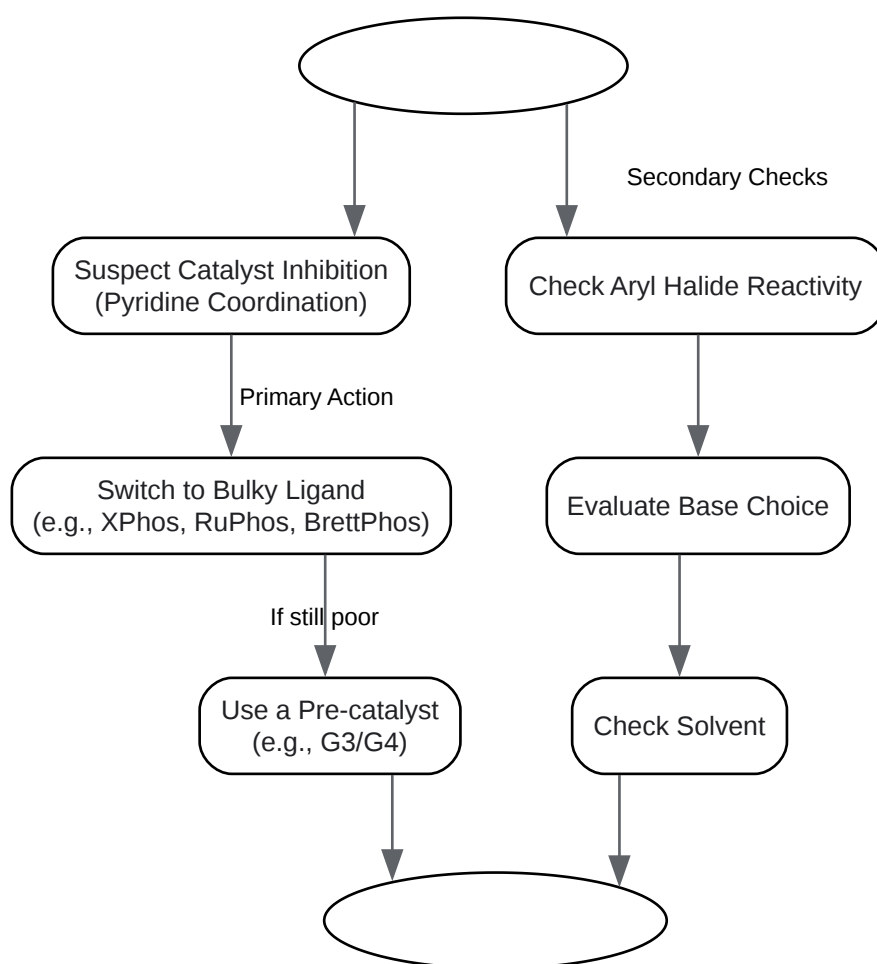 Secondary Checks
Suspect Catalyst Inhibition
(Pyridine Coordination)
Check Aryl Halide Reactivity
Primary Action
Switch to Bulky Ligand
(e.g., XPhos, RuPhos, BrettPhos)
Evaluate Base Choice
If still poor
Use a Pre-catalyst
(e.g., G3/G4)
Check Solvent